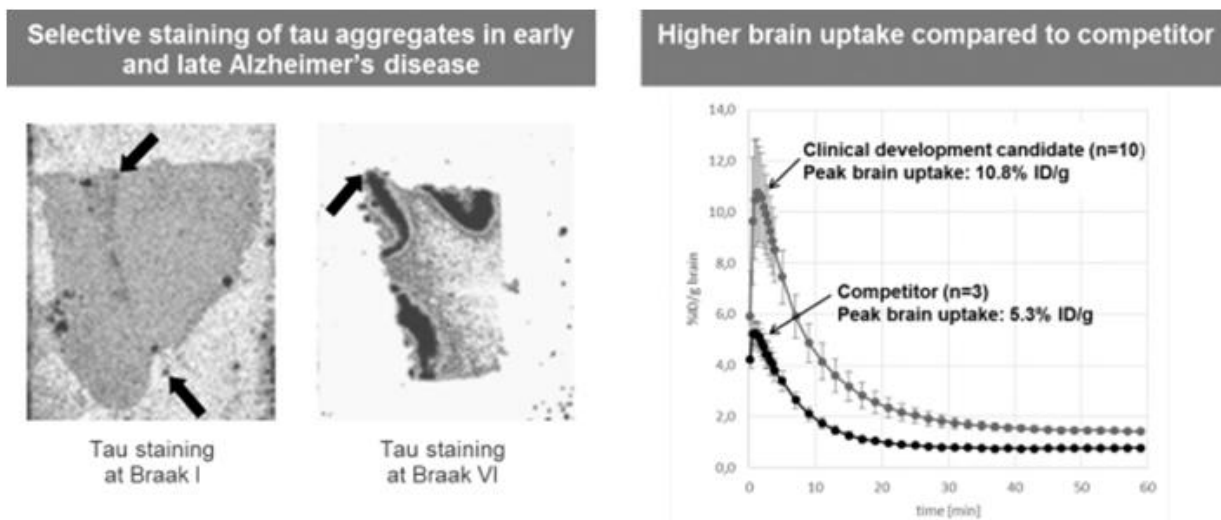 Selective staining of tau aggregates in early
and late Alzheimer's disease
Tau staining
at Braak I
Tau staining
at Braak VI
Higher brain uptake compared to competitor
14,0
12,0
10,0
8,0
6,0
4,0
2,0
0,0
%ID/g brain
Clinical development candidate (n=10)
Peak brain uptake: 10.8% ID/g
Competitor (n=3)
Peak brain uptake: 5.3% ID/g
0
10
20
30
40
50
60
time [min]